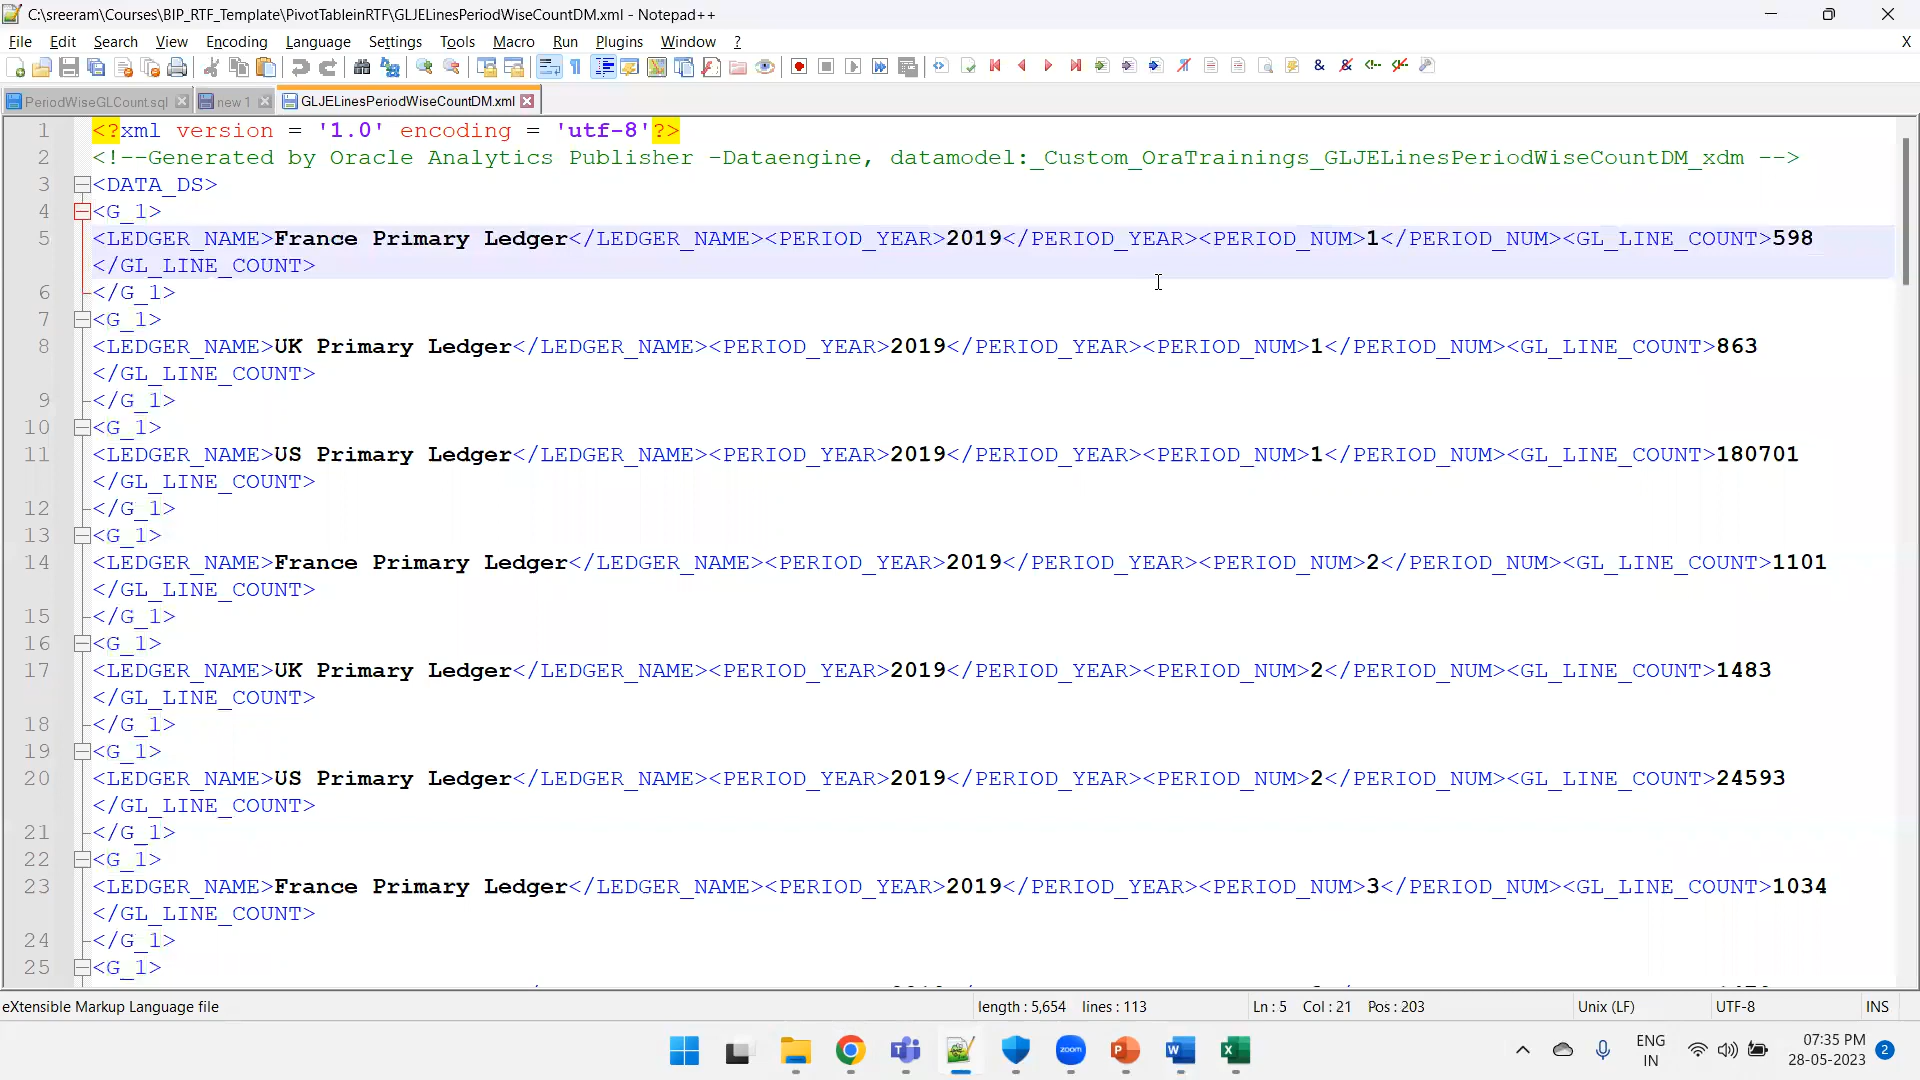 C:\sreeram\Courses\BIP_RTF_Template\PivotTableinRTF\GLJELinesPeriodWiseCountDM.xml - Notepad++
File Edit Search View Encoding Language Settings Tools Macro Run Plugins Window ? X
PeriodWiseGLCount.sql new 1 GLJELinesPeriodWiseCountDM.xml
1 <?xml version = '1.0' encoding = 'utf-8'?>
2 <!--Generated by Oracle Analytics Publisher -Dataengine, datamodel:_Custom_OraTrainings_GLJELinesPeriodWiseCountDM_xdm -->
3 <DATA_DS>
4 <G_1>
5 <LEDGER_NAME>France Primary Ledger</LEDGER_NAME><PERIOD_YEAR>2019</PERIOD_YEAR><PERIOD_NUM>1</PERIOD_NUM><GL_LINE_COUNT>598
</GL_LINE_COUNT>
6 </G_1>
7 <G_1>
8 <LEDGER_NAME>UK Primary Ledger</LEDGER_NAME><PERIOD_YEAR>2019</PERIOD_YEAR><PERIOD_NUM>1</PERIOD_NUM><GL_LINE_COUNT>863
</GL_LINE_COUNT>
9 </G_1>
10 <G_1>
11 <LEDGER_NAME>US Primary Ledger</LEDGER_NAME><PERIOD_YEAR>2019</PERIOD_YEAR><PERIOD_NUM>1</PERIOD_NUM><GL_LINE_COUNT>180701
</GL_LINE_COUNT>
12 </G_1>
13 <G_1>
14 <LEDGER_NAME>France Primary Ledger</LEDGER_NAME><PERIOD_YEAR>2019</PERIOD_YEAR><PERIOD_NUM>2</PERIOD_NUM><GL_LINE_COUNT>1101
</GL_LINE_COUNT>
15 </G_1>
16 <G_1>
17 <LEDGER_NAME>UK Primary Ledger</LEDGER_NAME><PERIOD_YEAR>2019</PERIOD_YEAR><PERIOD_NUM>2</PERIOD_NUM><GL_LINE_COUNT>1483
</GL_LINE_COUNT>
18 </G_1>
19 <G_1>
20 <LEDGER_NAME>US Primary Ledger</LEDGER_NAME><PERIOD_YEAR>2019</PERIOD_YEAR><PERIOD_NUM>2</PERIOD_NUM><GL_LINE_COUNT>24593
</GL_LINE_COUNT>
21 </G_1>
22 <G_1>
23 <LEDGER_NAME>France Primary Ledger</LEDGER_NAME><PERIOD_YEAR>2019</PERIOD_YEAR><PERIOD_NUM>3</PERIOD_NUM><GL_LINE_COUNT>1034
</GL_LINE_COUNT>
24 </G_1>
25 <G_1>
eXtensible Markup Language file length : 5,654 lines : 113 Ln : 5 Col : 21 Pos : 203 Unix (LF) UTF-8 INS
zoom
ENG
IN
07:35 PM
28-05-2023
2